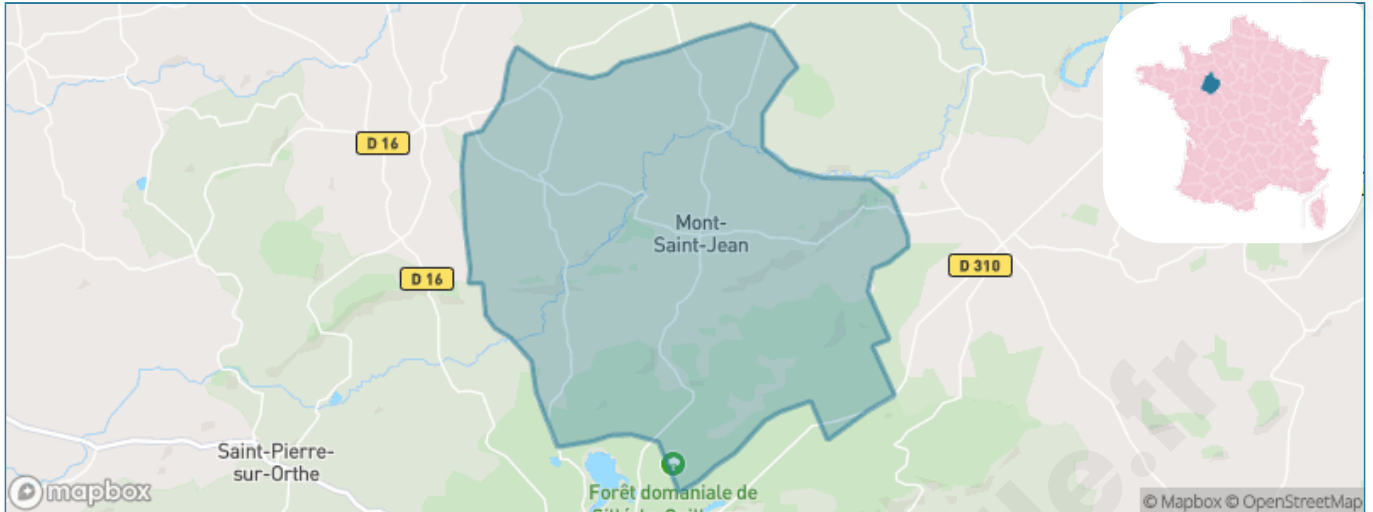 D 16
Mont-
Saint-Jean
D 310
D 16
Saint-Pierre-
sur-Orthe
Forêt domaniale de
mapbox
© Mapbox © OpenStreetMap